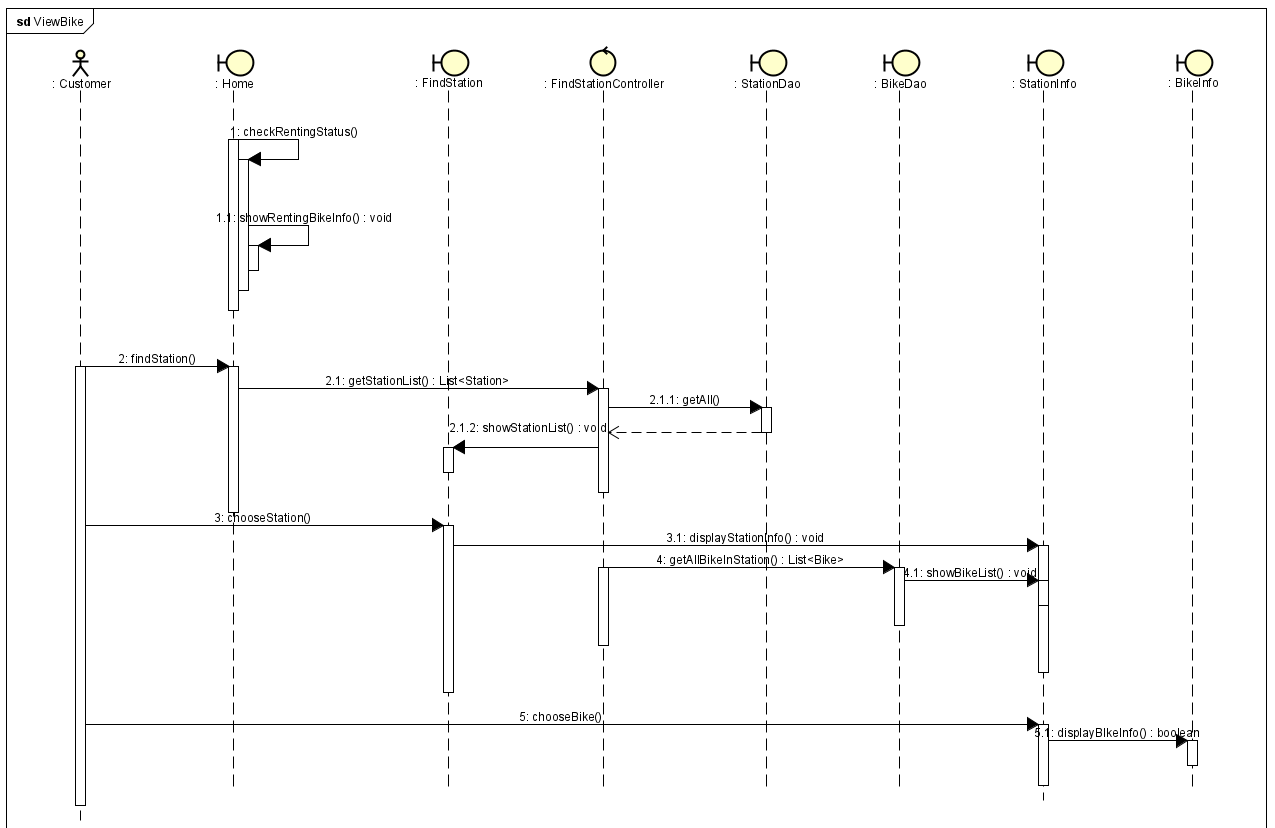 sd ViewBike
: Customer
: Home
: FindStation
: FindStationController
: StationDao
: BikeDao
: StationInfo
: BikeInfo
1: checkRentingStatus()
1.1: showRentingBikeInfo() : void
2: findStation()
2.1: getStationList() : List<Station>
2.1.1: getAll()
2.1.2: showStationList() : void
3: chooseStation()
3.1: displayStationInfo() : void
4: getAllBikeInStation() : List<Bike>
4.1: showBikeList() : void
5: chooseBike()
5.1: displayBIkeInfo() : boolean